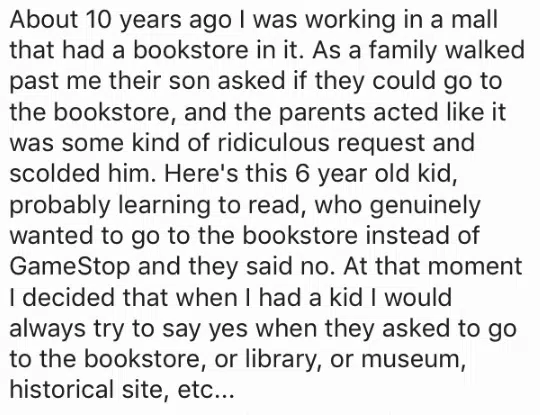 About 10 years ago I was working in a mall
that had a bookstore in it. As a family walked
past me their son asked if they could go to
the bookstore, and the parents acted like it
was some kind of ridiculous request and
scolded him. Here's this 6 year old kid,
probably learning to read, who genuinely
wanted to go to the bookstore instead of
GameStop and they said no. At that moment
I decided that when I had a kid I would
always try to say yes when they asked to go
to the bookstore, or library, or museum,
historical site, etc...